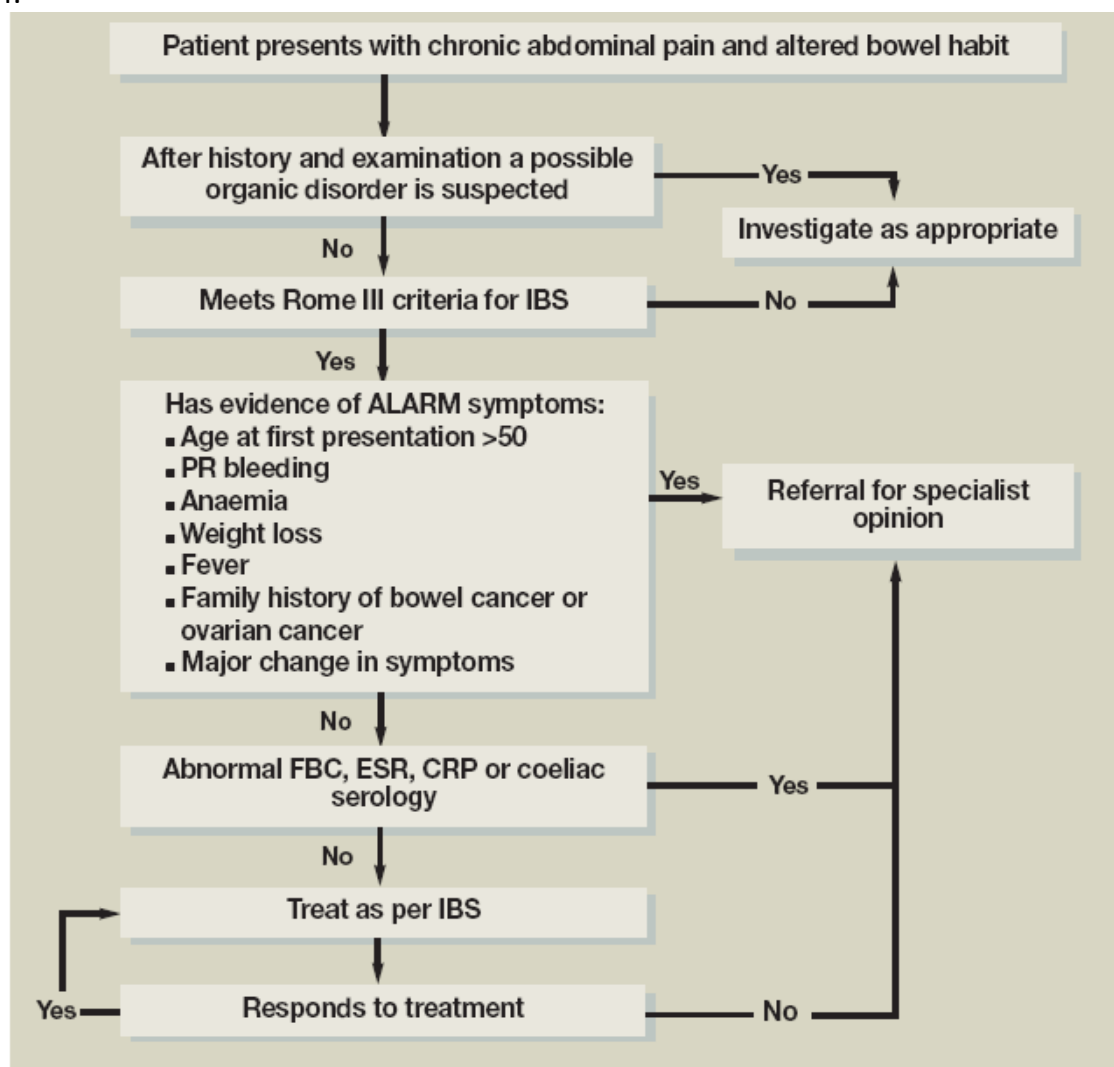 Patient presents with chronic abdominal pain and altered bowel habit
After history and examination a possible
organic disorder is suspected
Yes
Investigate as appropriate
No
Meets Rome III criteria for IBS
No
Yes
Has evidence of ALARM symptoms:
▪ Age at first presentation >50
▪ PR bleeding
▪ Anaemia
▪ Weight loss
▪ Fever
▪ Family history of bowel cancer or
ovarian cancer
▪ Major change in symptoms
Yes
Referral for specialist
opinion
No
Abnormal FBC, ESR, CRP or coeliac
serology
Yes
No
Treat as per IBS
Responds to treatment
Yes
No